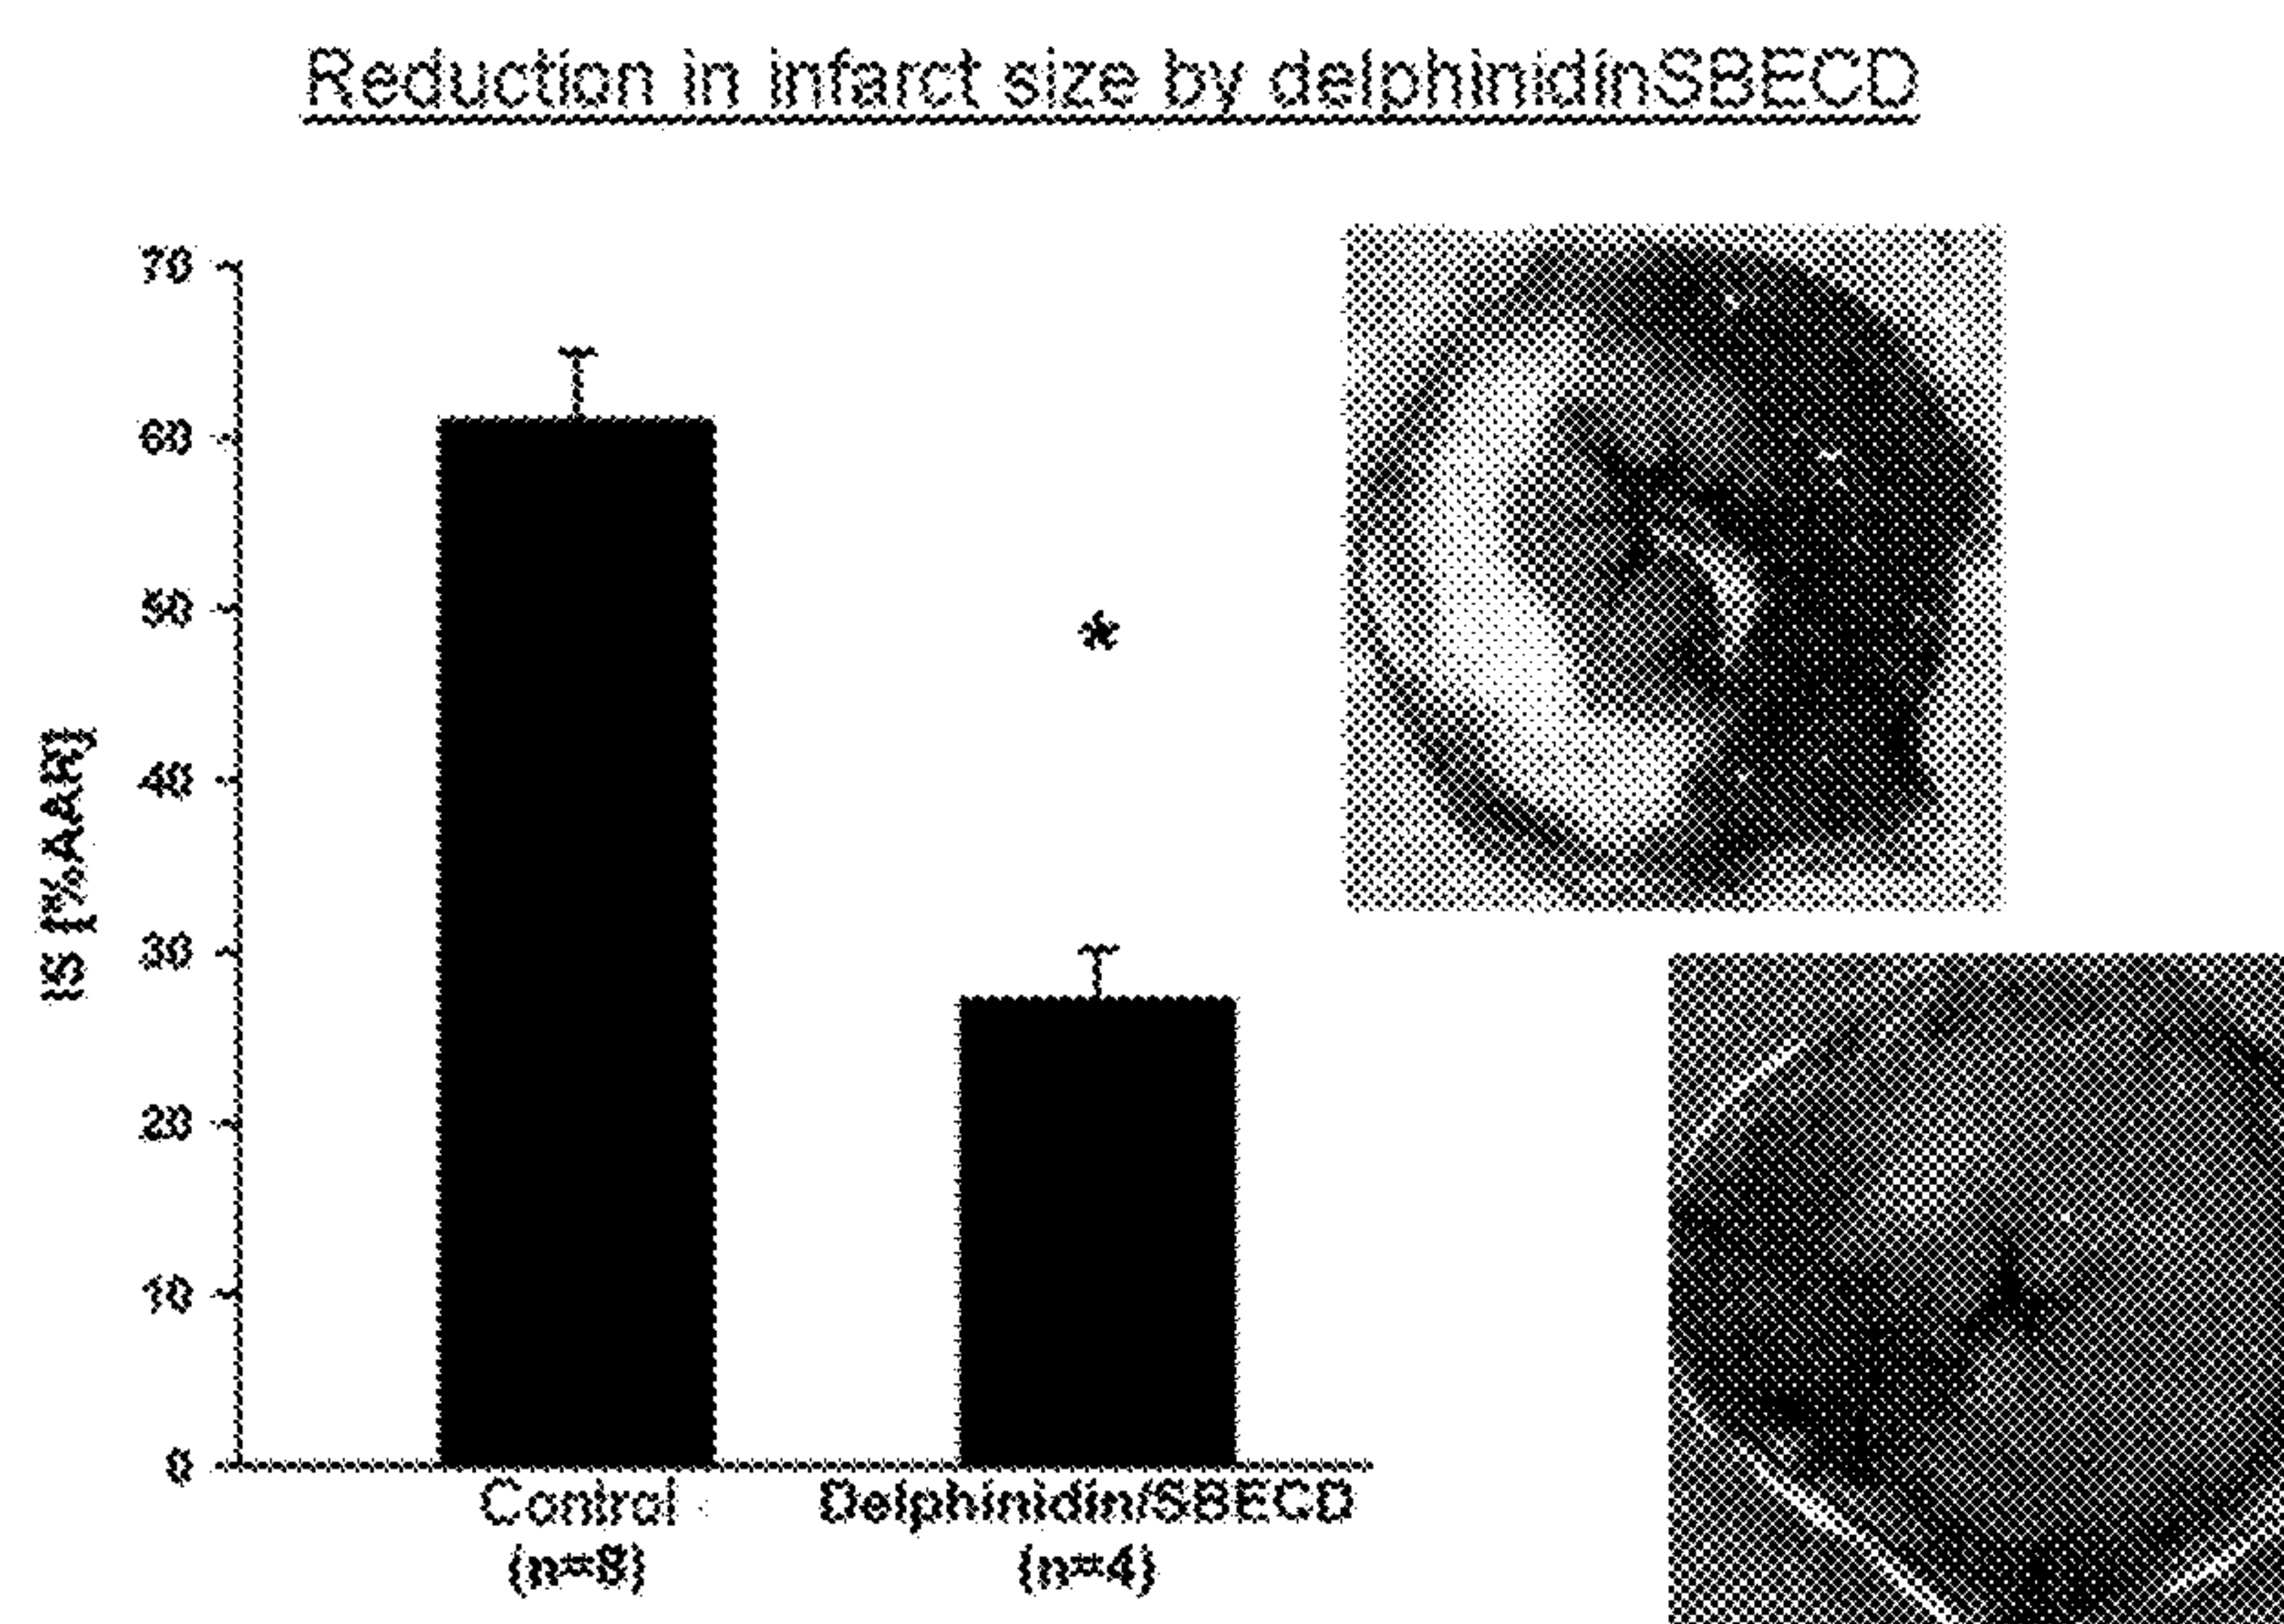 Reduction in infarct size by delphinidinSBECD
70
60
50
40
30
20
10
0
IS [%AAR]
*
Control
(n=8)
Delphinidin/SBECD
(n=4)